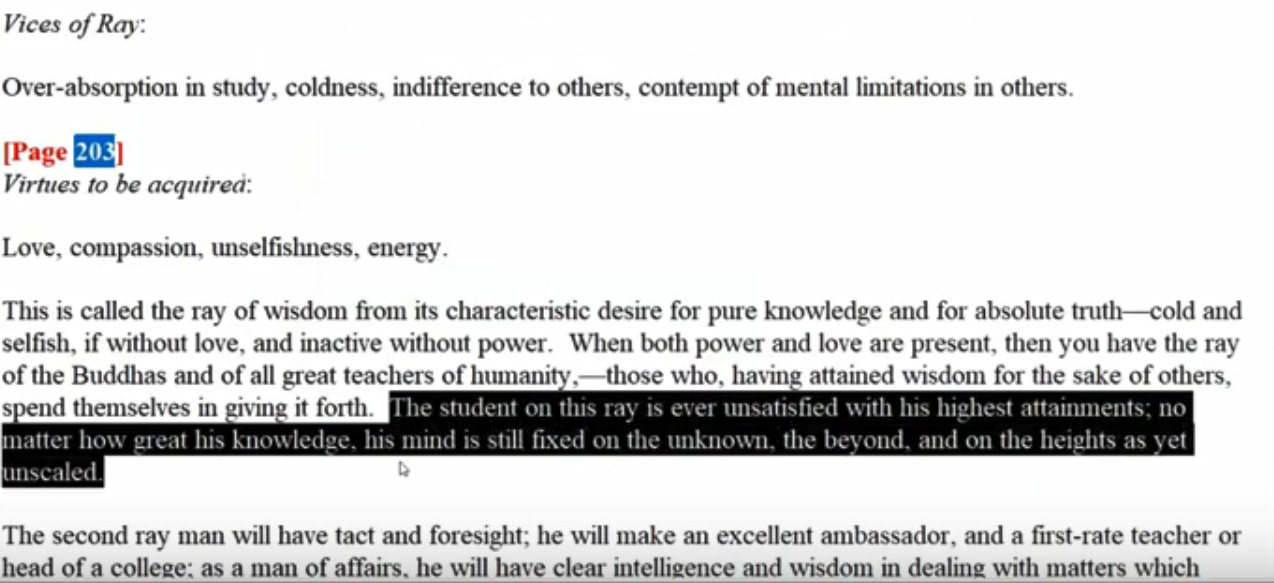 Vices of Ray:
Over-absorption in study, coldness, indifference to others, contempt of mental limitations in others.
[Page 203]
Virtues to be acquired:
Love, compassion, unselfishness, energy.
This is called the ray of wisdom from its characteristic desire for pure knowledge and for absolute truth—cold and
selfish, if without love, and inactive without power. When both power and love are present, then you have the ray
of the Buddhas and of all great teachers of humanity,—those who, having attained wisdom for the sake of others,
spend themselves in giving it forth. The student on this ray is ever unsatisfied with his highest attainments; no
matter how great his knowledge, his mind is still fixed on the unknown, the beyond, and on the heights as yet
unscaled.
The second ray man will have tact and foresight; he will make an excellent ambassador, and a first-rate teacher or
head of a college; as a man of affairs, he will have clear intelligence and wisdom in dealing with matters which